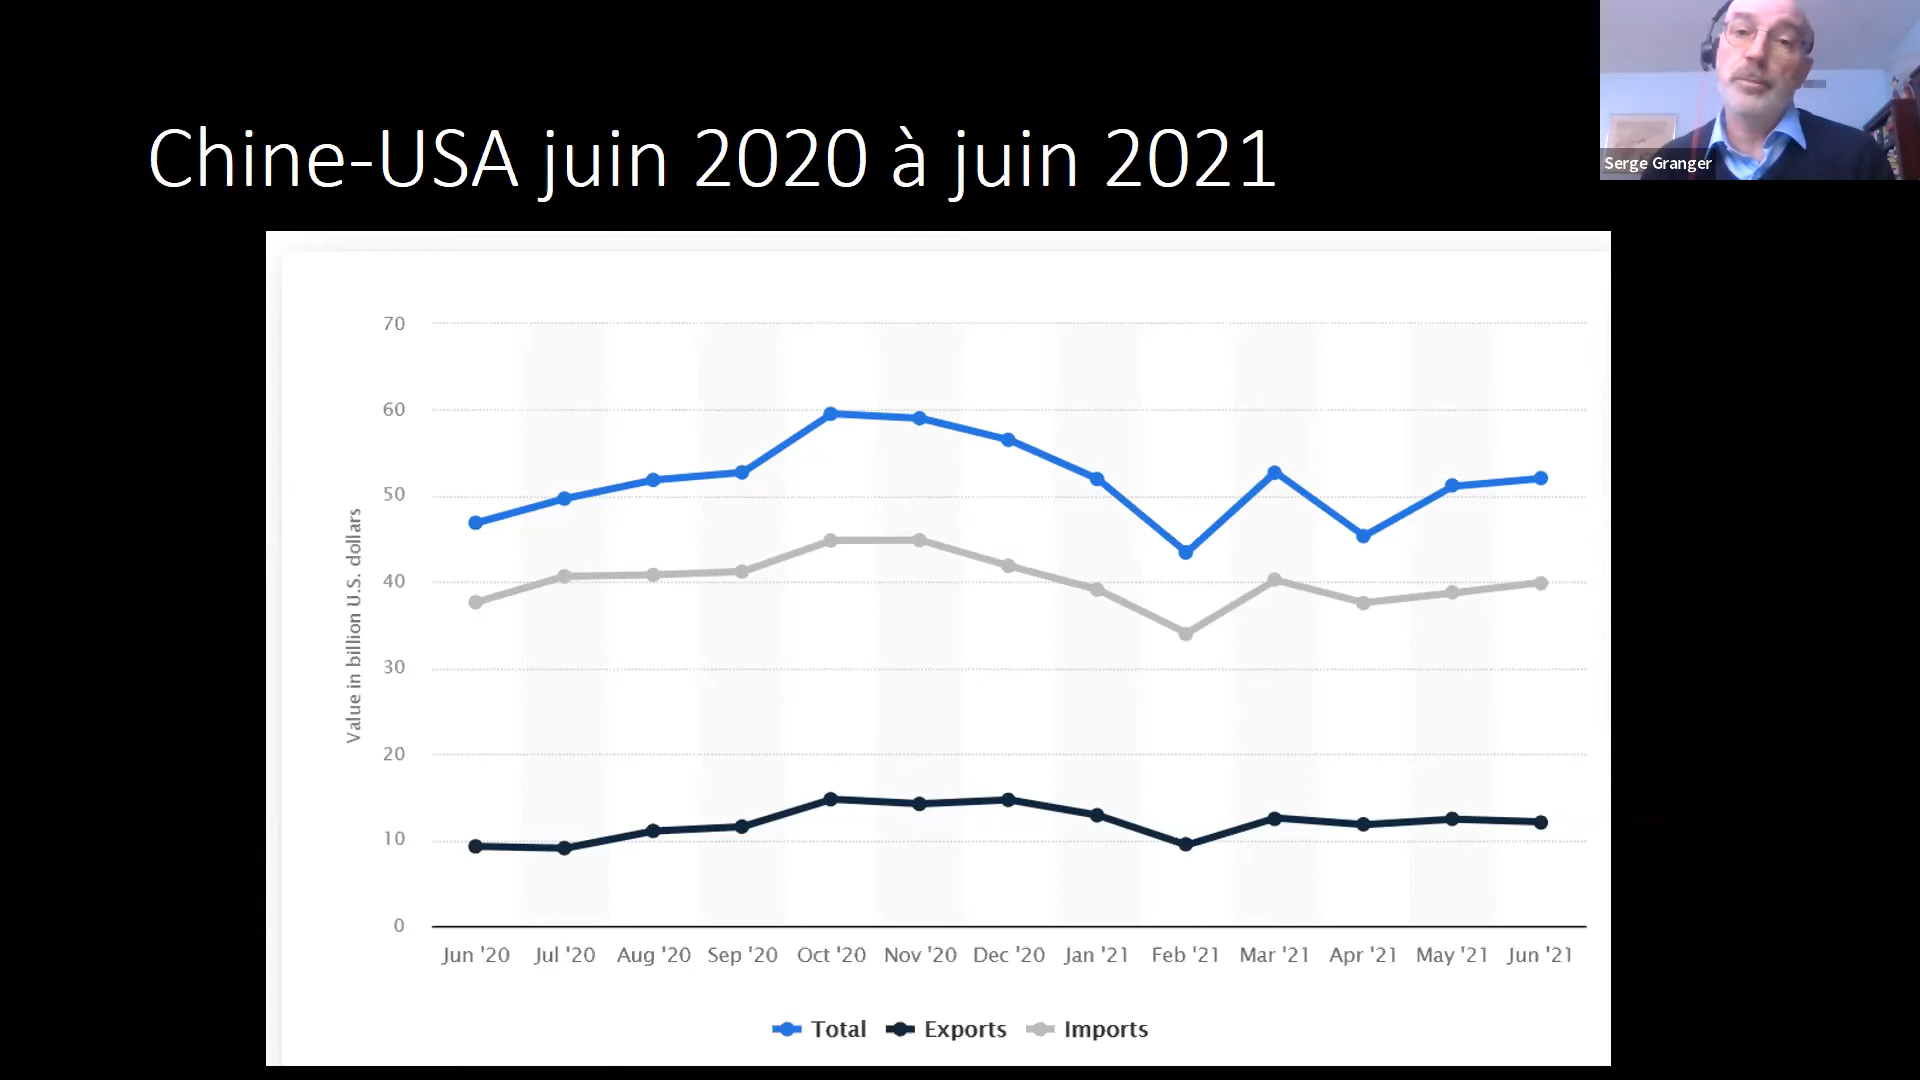 Chine-USA juin 2020 à juin 2021
Serge Granger
Value in billion U.S. dollars
70
60
50
40
30
20
10
0
Jun '20 Jul '20 Aug '20 Sep '20 Oct '20 Nov '20 Dec '20 Jan '21 Feb '21 Mar '21 Apr '21 May '21 Jun '21
Total Exports Imports